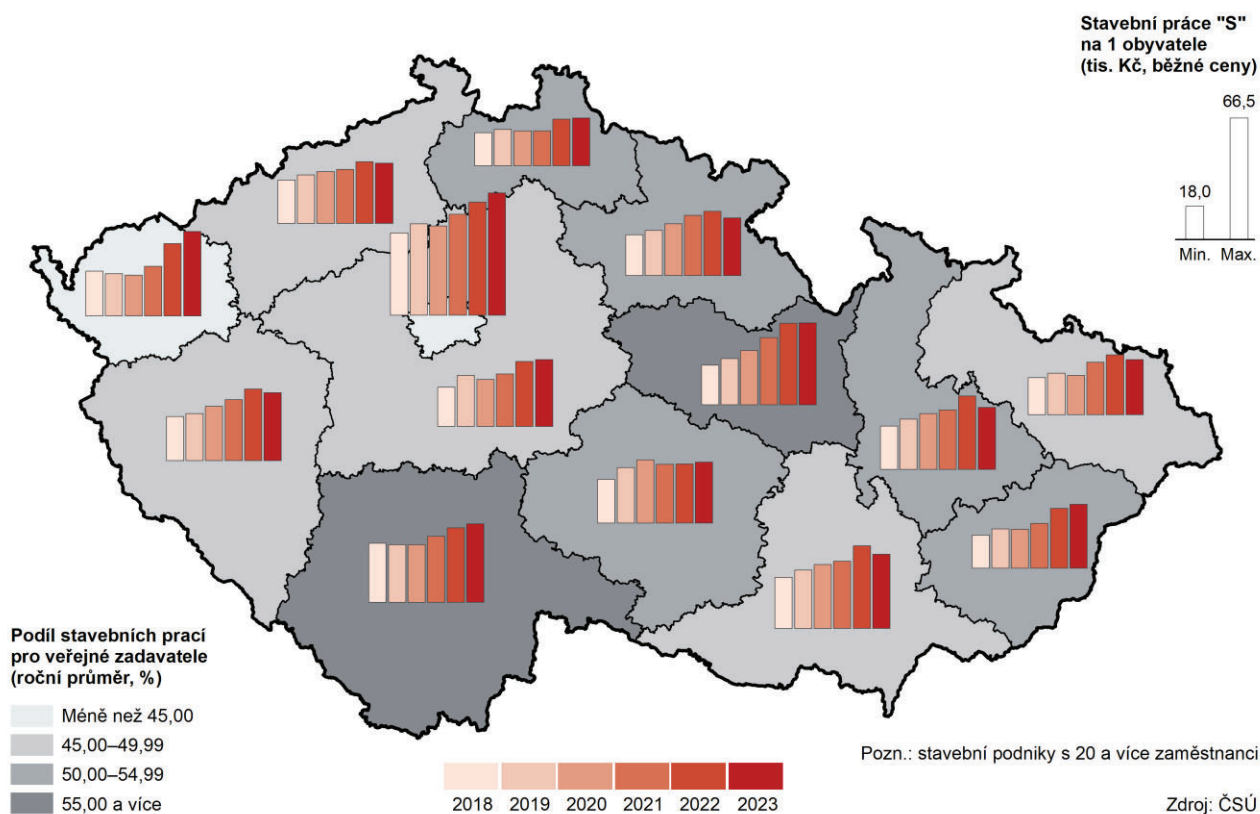 Stavební práce "S"
na 1 obyvatele
(tis. Kč, běžné ceny)
66,5
18,0
Min. Max.
Podíl stavebních prací
pro veřejné zadavatele
(roční průměr, %)
Méně než 45,00
45,00–49,99
50,00–54,99
55,00 a více
2018 2019 2020 2021 2022 2023
Pozn.: stavební podniky s 20 a více zaměstnanci
Zdroj: ČSÚ